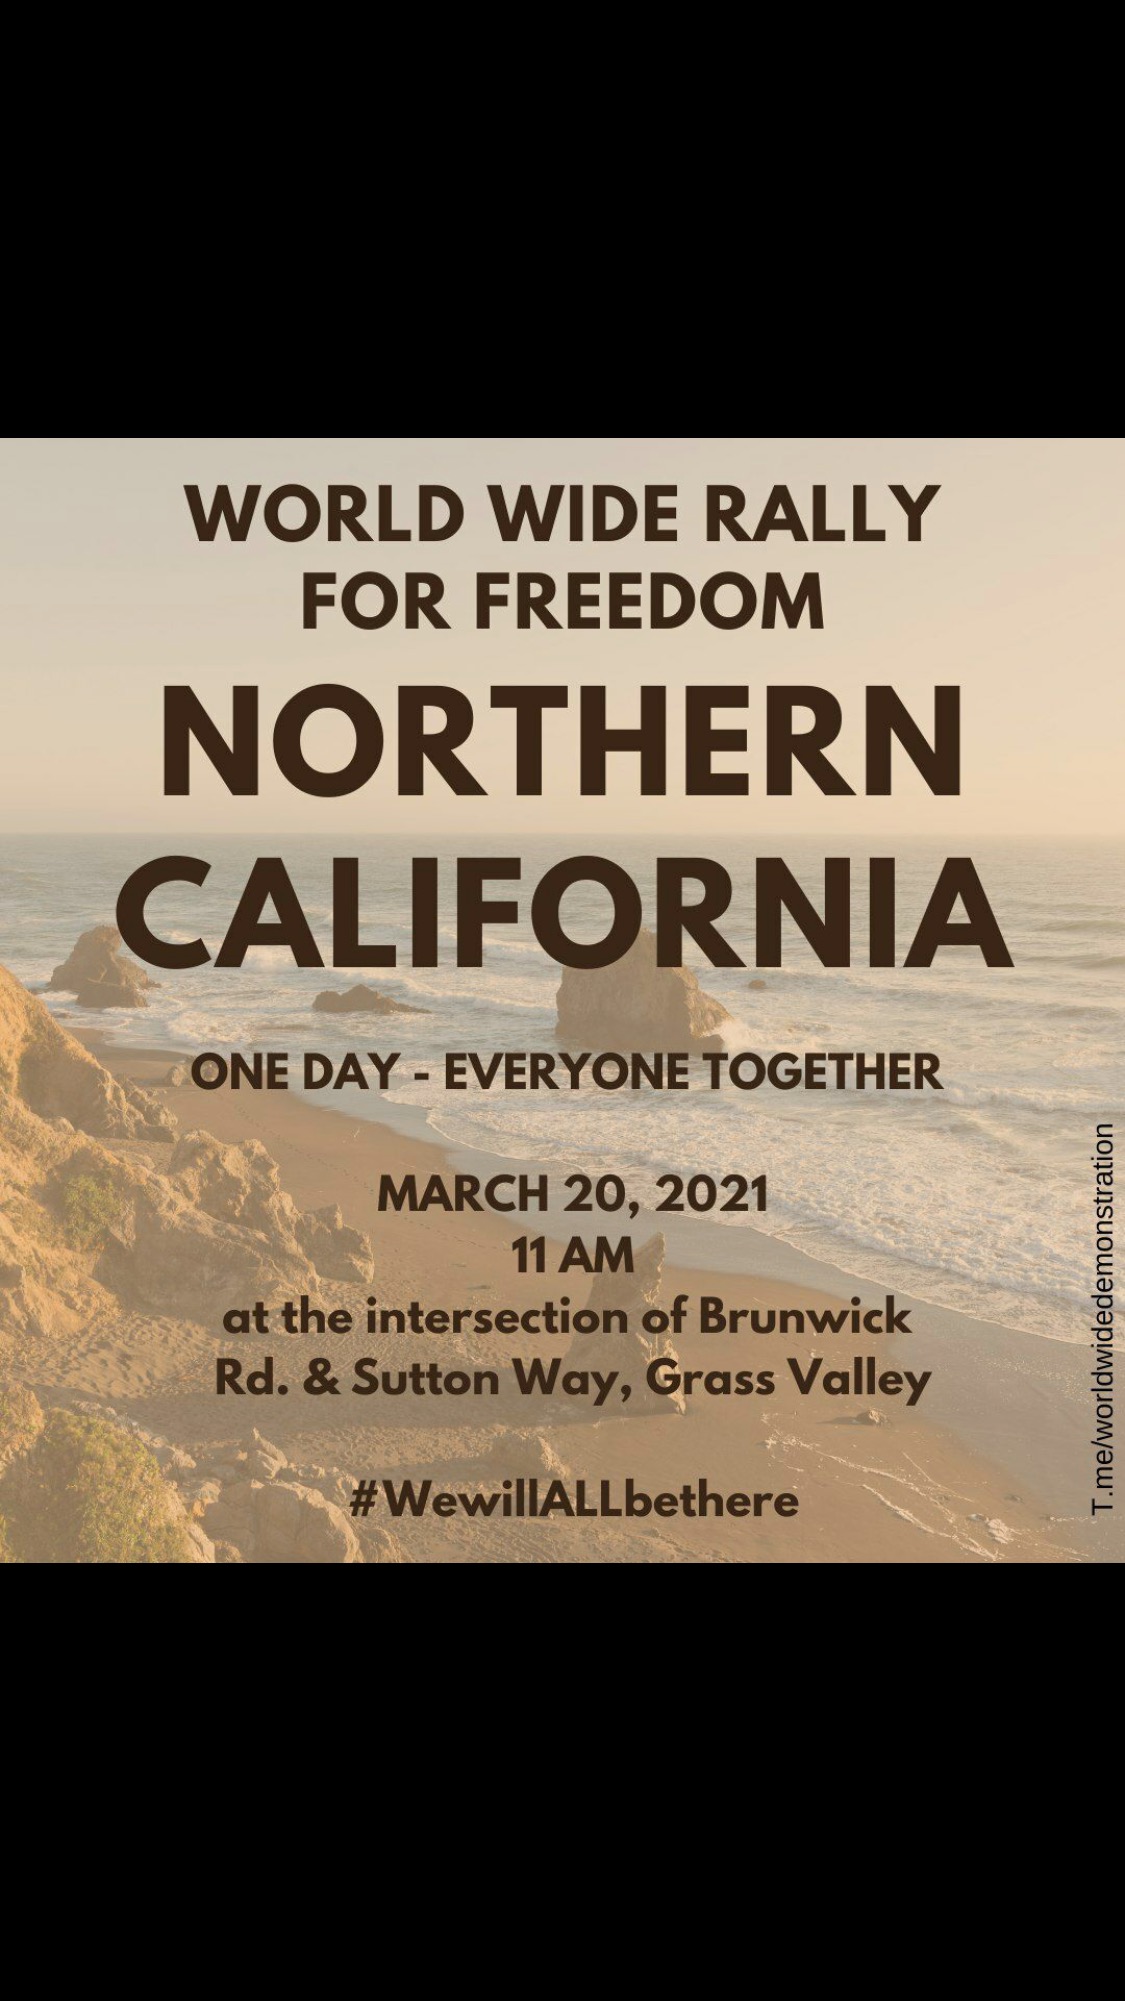 WORLD WIDE RALLY
FOR FREEDOM
NORTHERN
CALIFORNIA
ONE DAY - EVERYONE TOGETHER
MARCH 20, 2021
11 AM
at the intersection of Brunwick
Rd. & Sutton Way, Grass Valley
#WewillALLbethere
T.me/worldwidedemonstration